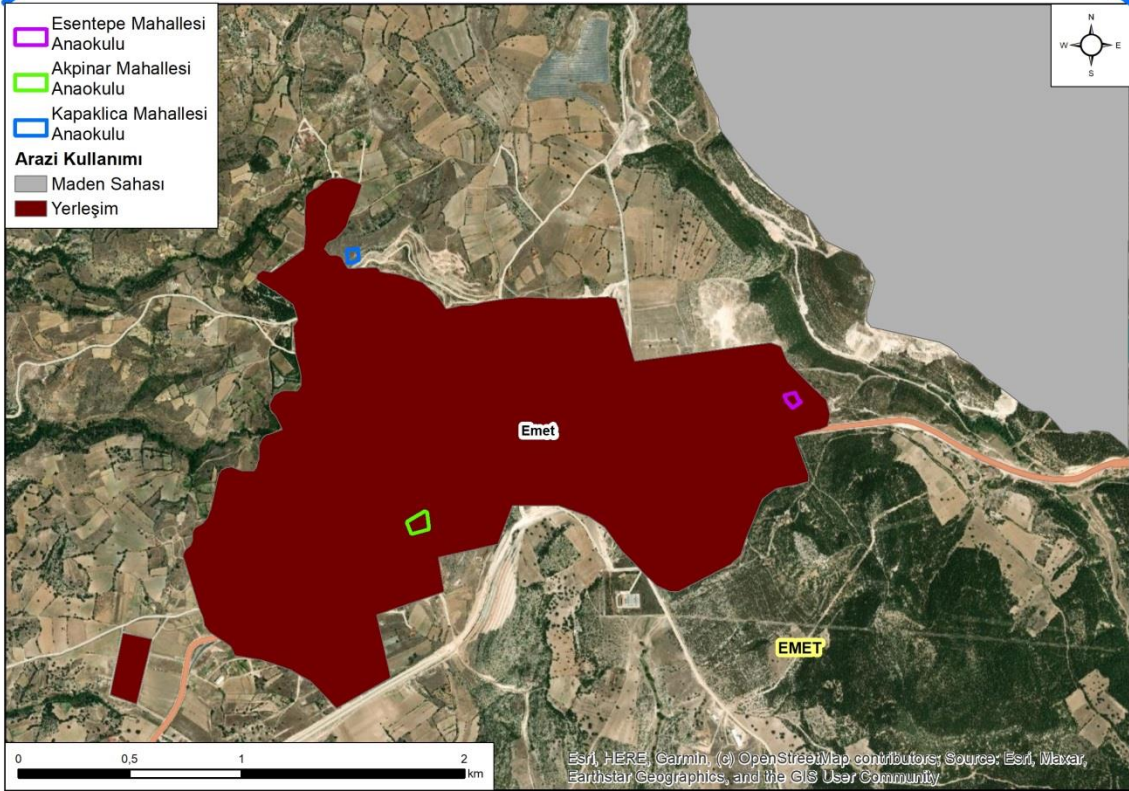 Esentepe Mahallesi
Anaokulu
Akpinar Mahallesi
Anaokulu
Kapaklica Mahallesi
Anaokulu
Arazi Kullanımı
Maden Sahası
Yerleşim
N
W E
S
Emet
EMET
0 0,5 1 2
km
Esri, HERE, Garmin, (c) OpenStreetMap contributors; Source: Esri, Maxar,
Earthstar Geographics, and the GIS User Community